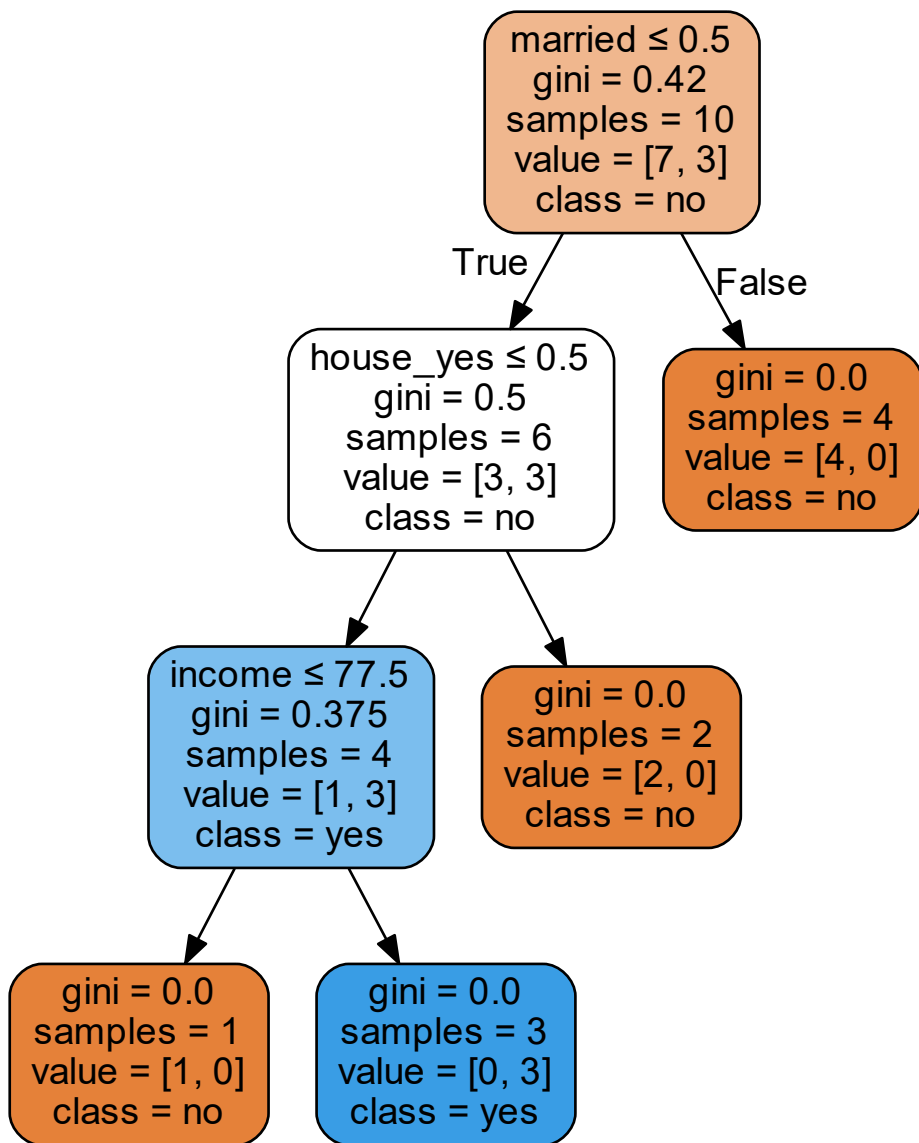 married ≤ 0.5
gini = 0.42
samples = 10
value = [7, 3]
class = no
True
False
house_yes ≤ 0.5
gini = 0.5
samples = 6
value = [3, 3]
class = no
gini = 0.0
samples = 4
value = [4, 0]
class = no
income ≤ 77.5
gini = 0.375
samples = 4
value = [1, 3]
class = yes
gini = 0.0
samples = 2
value = [2, 0]
class = no
gini = 0.0
samples = 1
value = [1, 0]
class = no
gini = 0.0
samples = 3
value = [0, 3]
class = yes